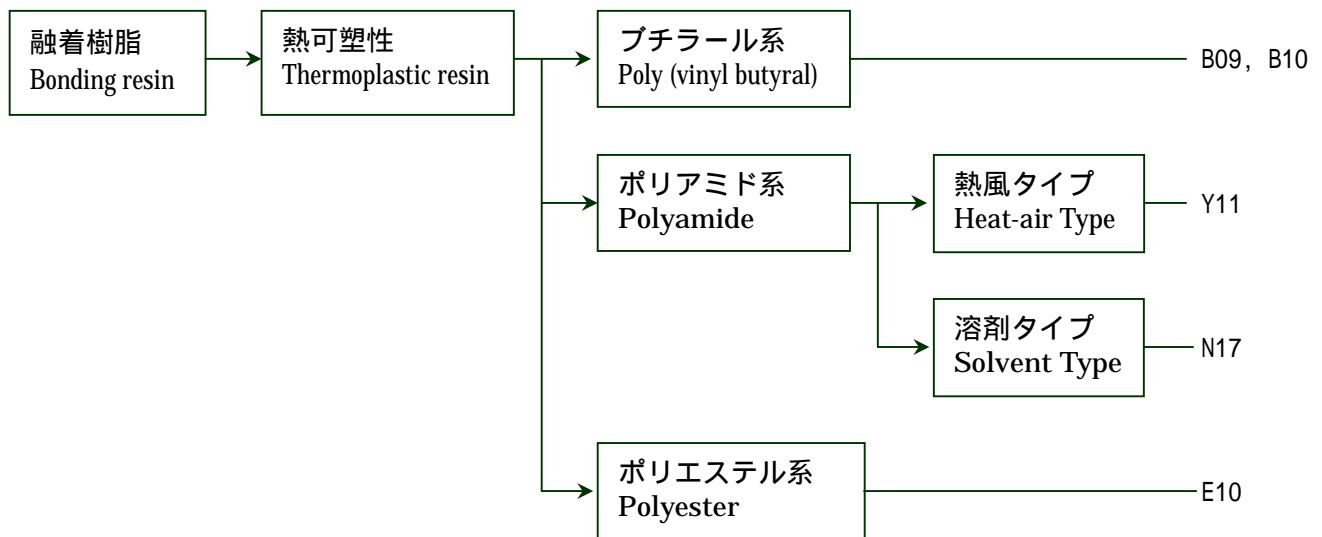 融着樹脂
Bonding resin
熱可塑性
Thermoplastic resin
ブチラール系
Poly (vinyl butyral)
B09, B10
ポリアミド系
Polyamide
熱風タイプ
Heat-air Type
Y11
溶剤タイプ
Solvent Type
N17
ポリエステル系
Polyester
E10